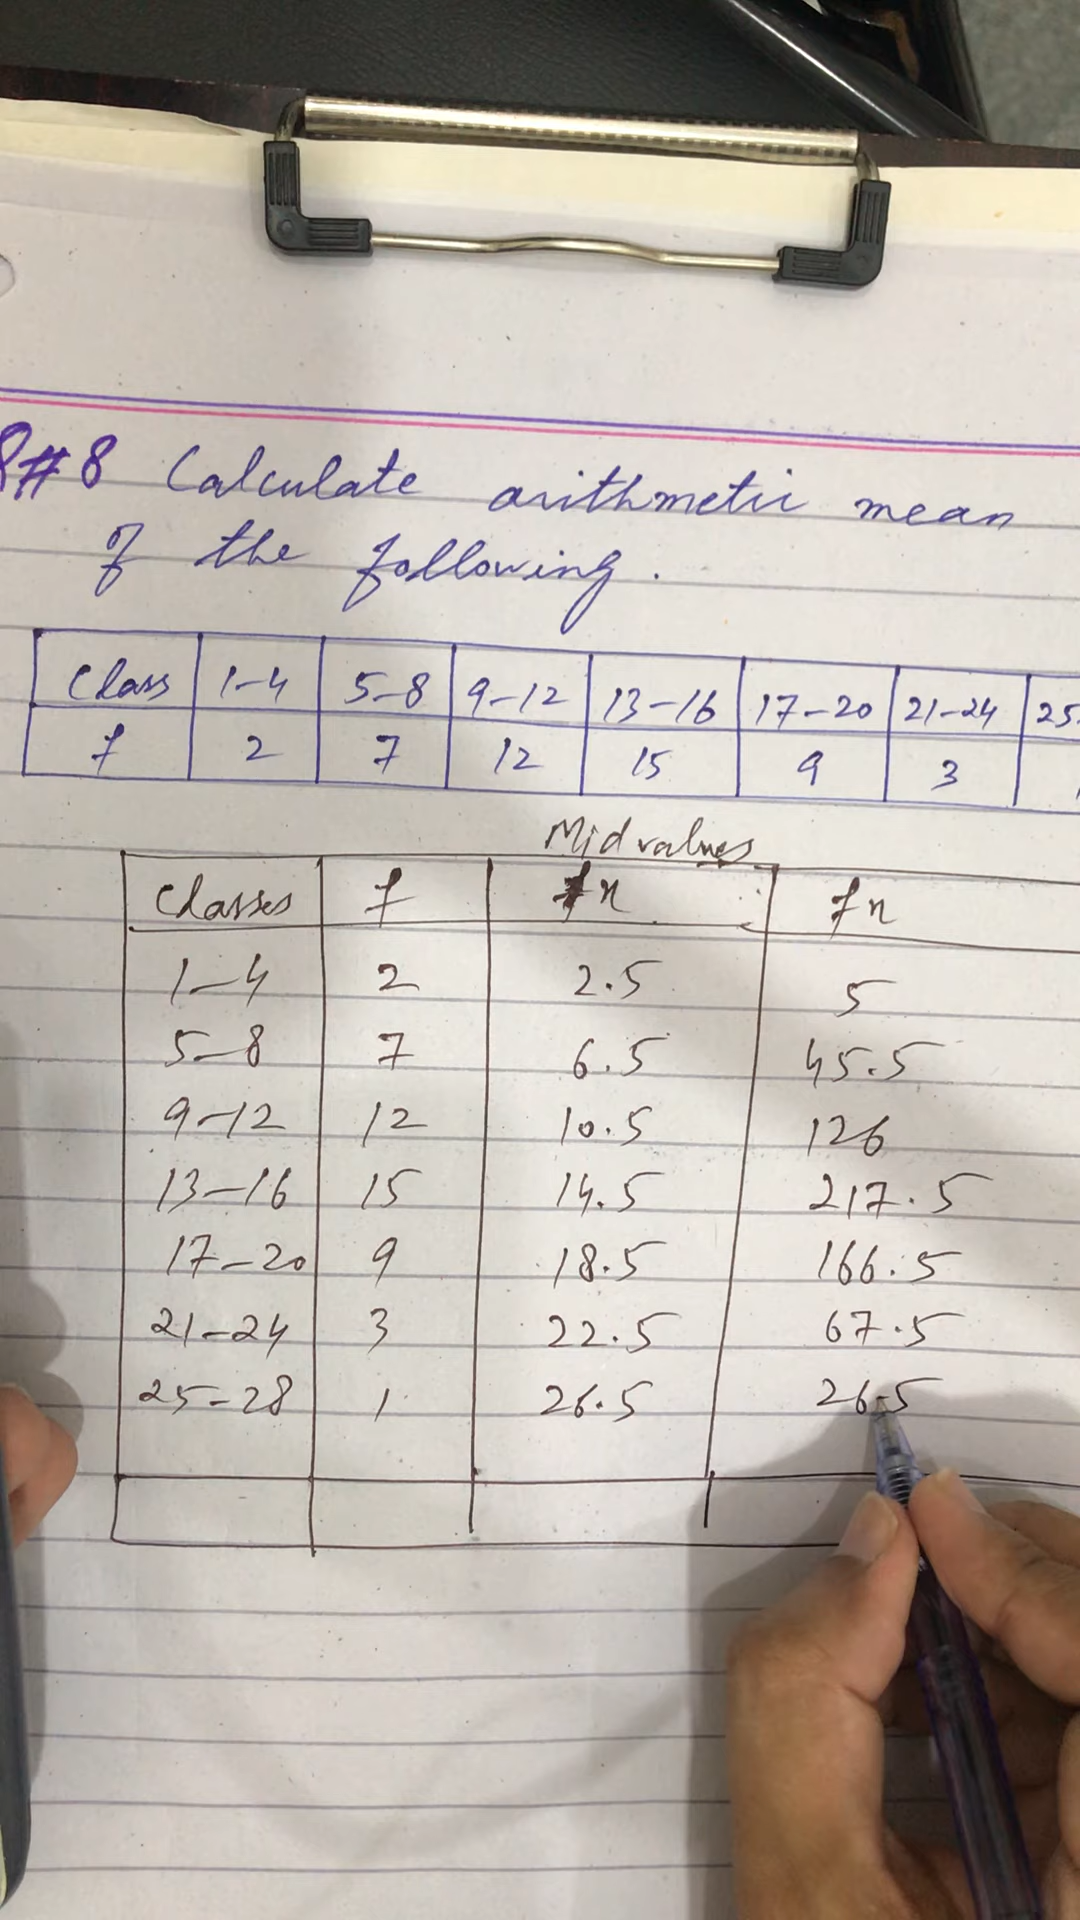 Q#8 Calculate arithmetic mean
of the following.
Class 1-4 5-8 9-12 13-16 17-20 21-24 25-
f 2 7 12 15 9 3
Mid values
Classes f x fx
1-4 2 2.5 5
5-8 7 6.5 45.5
9-12 12 10.5 126
13-16 15 14.5 217.5
17-20 9 18.5 166.5
21-24 3 22.5 67.5
25-28 1 26.5 26.5